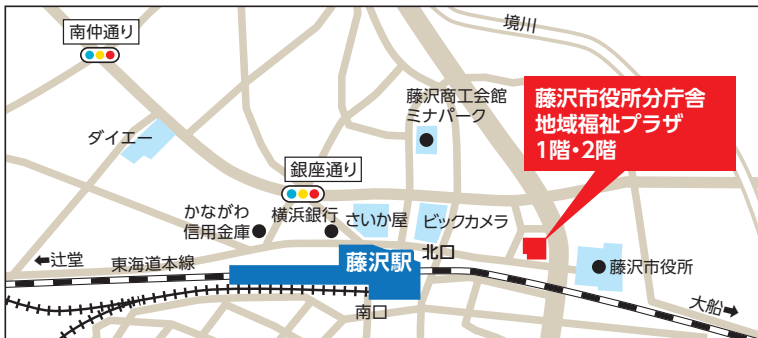 南仲通り
境川
藤沢商工会館
ミナパーク
藤沢市役所分庁舎
地域福祉プラザ
1階・2階
ダイエー
銀座通り
かながわ
信用金庫
横浜銀行
さいか屋
ビックカメラ
←辻堂
東海道本線
藤沢駅
北口
藤沢市役所
南口
大船→